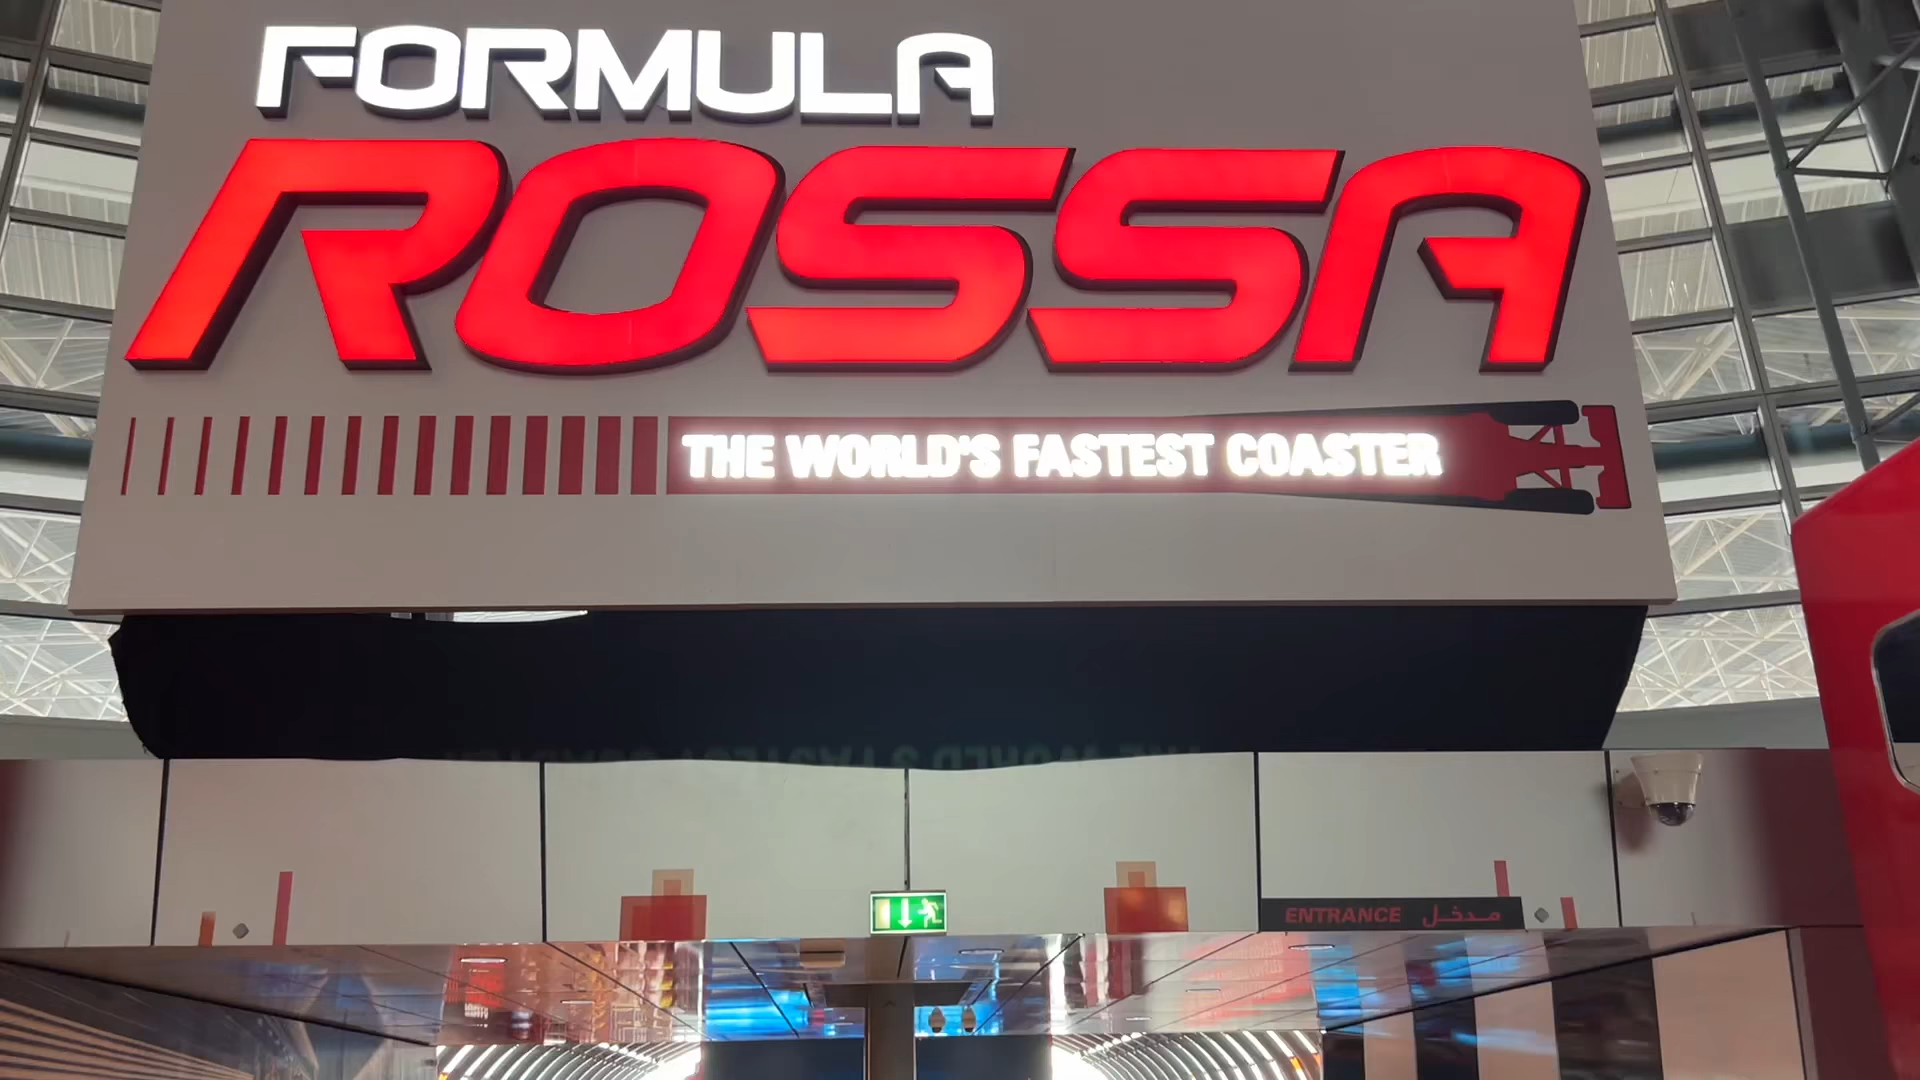 FORMULA
ROSSA
THE WORLD'S FASTEST COASTER
ENTRANCE مدخل